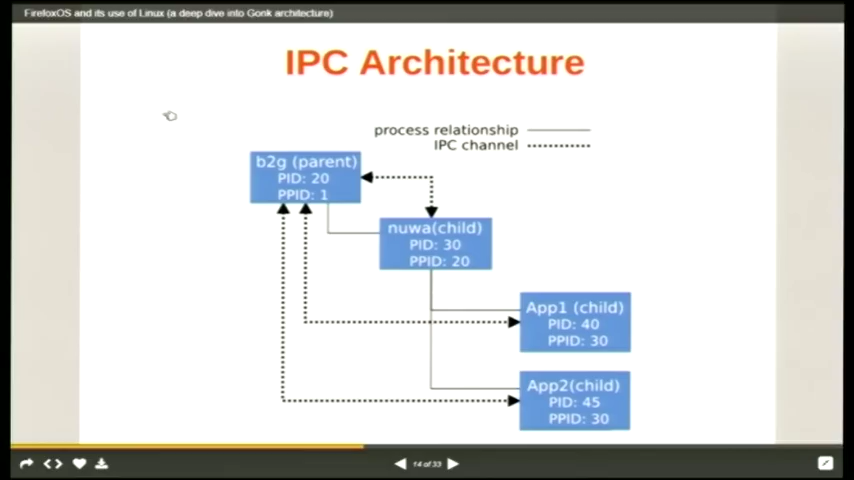 FirefoxOS and its use of Linux (a deep dive into Gonk architecture)
IPC Architecture
process relationship
IPC channel
b2g (parent)
PID: 20
PPID: 1
nuwa(child)
PID: 30
PPID: 20
App1 (child)
PID: 40
PPID: 30
App2(child)
PID: 45
PPID: 30
14 of 33